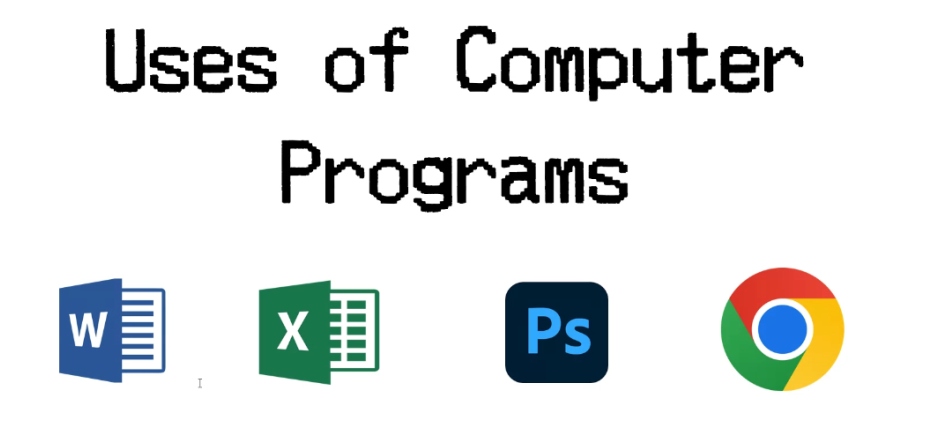 Uses of Computer
Programs
W X Ps